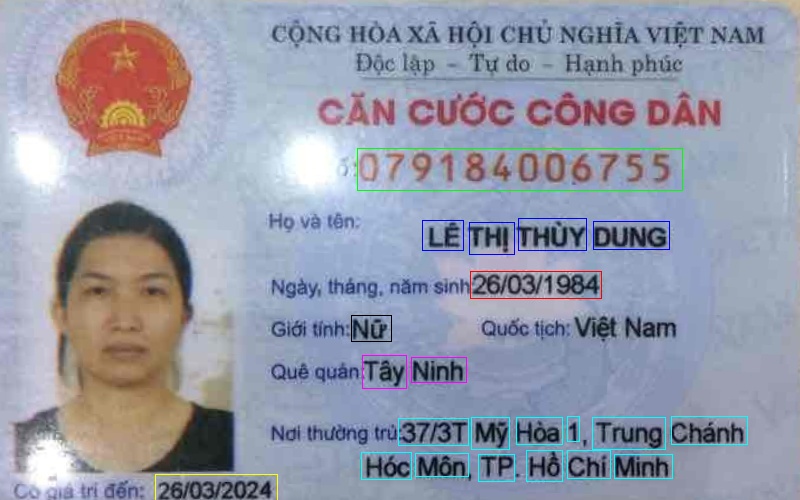 CỘNG HÒA XÃ HỘI CHỦ NGHĨA VIỆT NAM
Độc lập - Tự do - Hạnh phúc
CĂN CƯỚC CÔNG DÂN
079184006755
Họ và tên: LÊ THỊ THÙY DUNG
Ngày, tháng, năm sinh: 26/03/1984
Giới tính: Nữ Quốc tịch: Việt Nam
Quê quán: Tây Ninh
Nơi thường trú: 37/3T Mỹ Hòa 1, Trung Chánh
Hóc Môn, TP. Hồ Chí Minh
Có giá trị đến: 26/03/2024